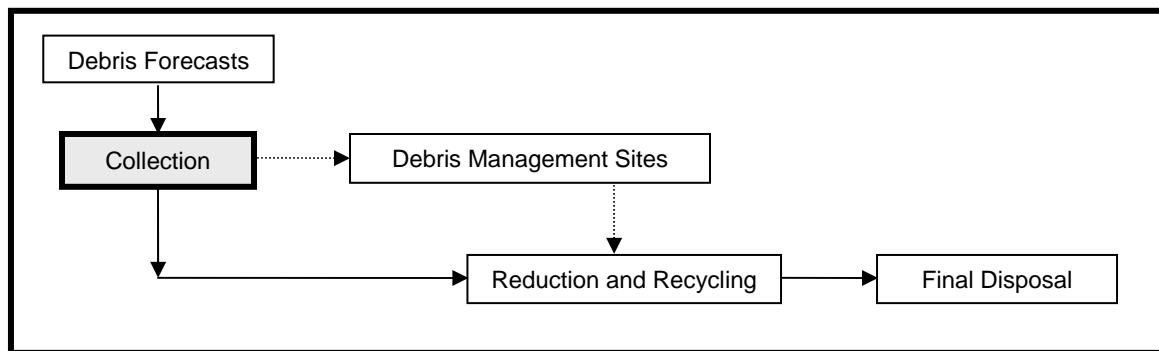 Debris Forecasts
Collection
Debris Management Sites
Reduction and Recycling
Final Disposal